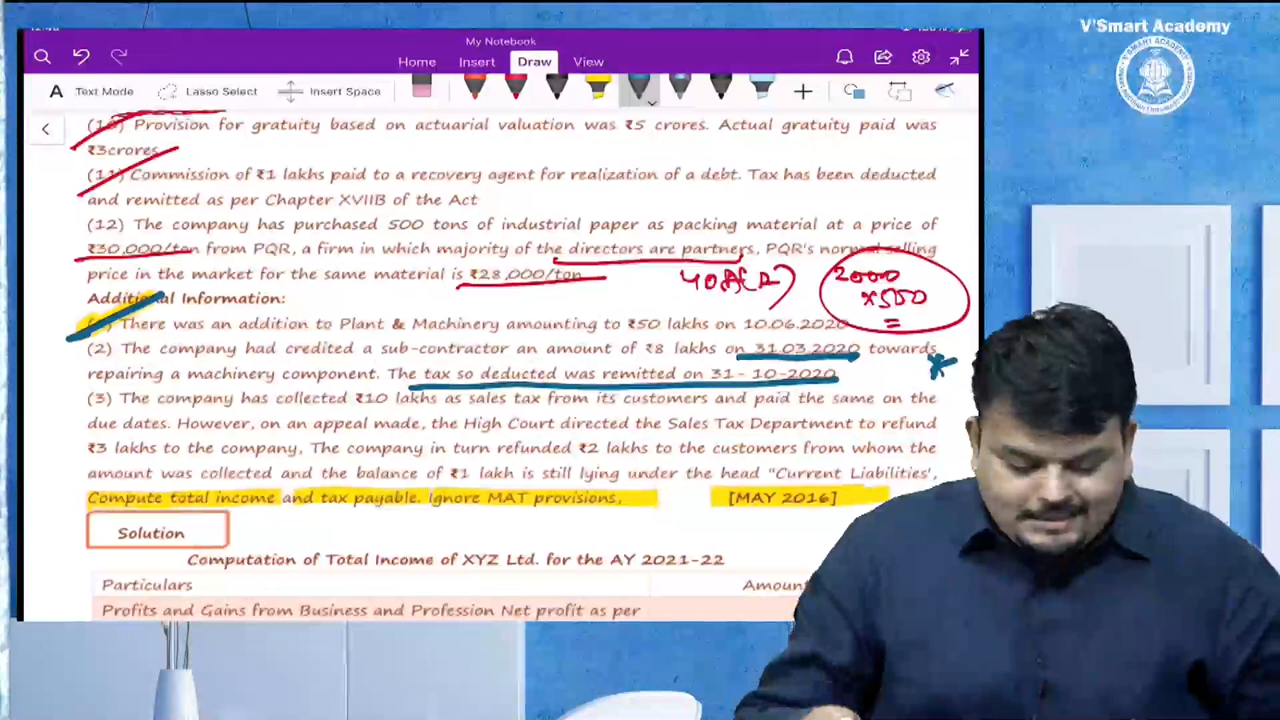 V'Smart Academy
My Notebook
Home Insert Draw View
A Text Mode Lasso Select Insert Space
(10) Provision for gratuity based on actuarial valuation was ₹5 crores. Actual gratuity paid was
₹3crores.
(11) Commission of ₹1 lakhs paid to a recovery agent for realization of a debt. Tax has been deducted
and remitted as per Chapter XVIIB of the Act
(12) The company has purchased 500 tons of industrial paper as packing material at a price of
₹30,000/ton from PQR, a firm in which majority of the directors are partners, PQR's normal selling
price in the market for the same material is ₹28,000/ton
40A(2)
2000
x500
=
Additional Information:
(1) There was an addition to Plant & Machinery amounting to ₹50 lakhs on 10.06.2020
(2) The company had credited a sub-contractor an amount of ₹8 lakhs on 31.03.2020 towards
repairing a machinery component. The tax so deducted was remitted on 31-10-2020
(3) The company has collected ₹10 lakhs as sales tax from its customers and paid the same on the
due dates. However, on an appeal made, the High Court directed the Sales Tax Department to refund
₹3 lakhs to the company, The company in turn refunded ₹2 lakhs to the customers from whom the
amount was collected and the balance of ₹1 lakh is still lying under the head "Current Liabilities',
Compute total income and tax payable. Ignore MAT provisions, [MAY 2016]
Solution
Computation of Total Income of XYZ Ltd. for the AY 2021-22
Particulars Amount
Profits and Gains from Business and Profession Net profit as per